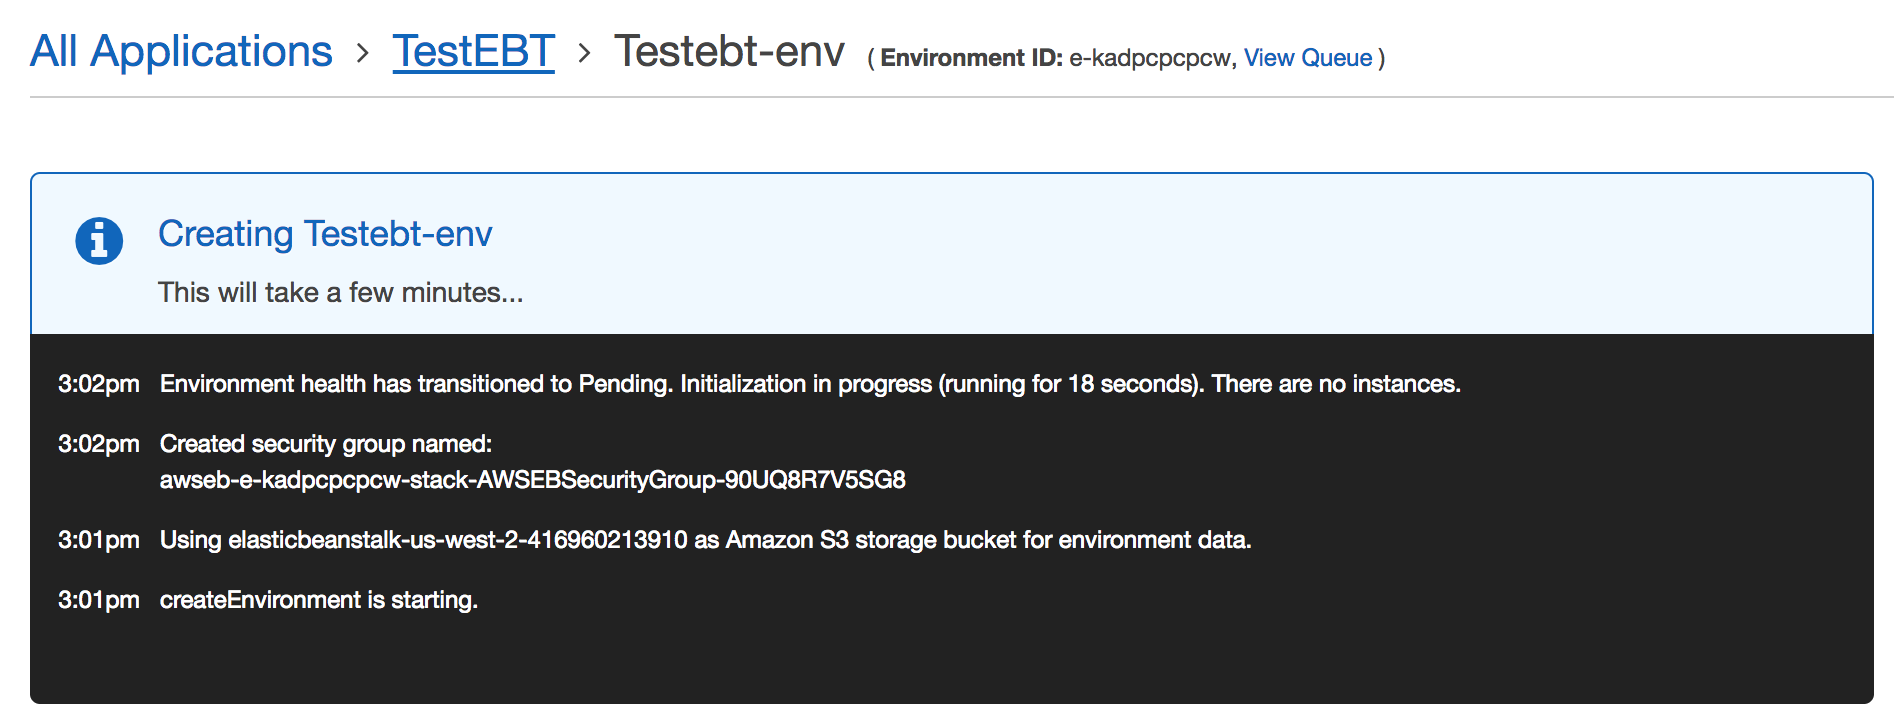 All Applications > TestEBT > Testebt-env ( Environment ID: e-kadpcpcpcw, View Queue )
Creating Testebt-env
This will take a few minutes...
3:02pm Environment health has transitioned to Pending. Initialization in progress (running for 18 seconds). There are no instances.
3:02pm Created security group named:
awseb-e-kadpcpcpcw-stack-AWSEBSecurityGroup-90UQ8R7V5SG8
3:01pm Using elasticbeanstalk-us-west-2-416960213910 as Amazon S3 storage bucket for environment data.
3:01pm createEnvironment is starting.